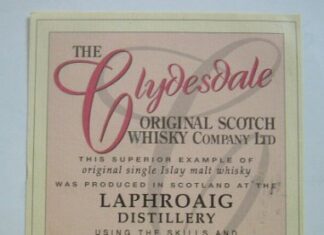 THE
Clydesdale
ORIGINAL SCOTCH
WHISKY COMPANY LTD
THIS SUPERIOR EXAMPLE OF
original single Islay malt whisky
WAS PRODUCED IN SCOTLAND AT THE
LAPHROAIG
DISTILLERY
USING THE SKILLS AND